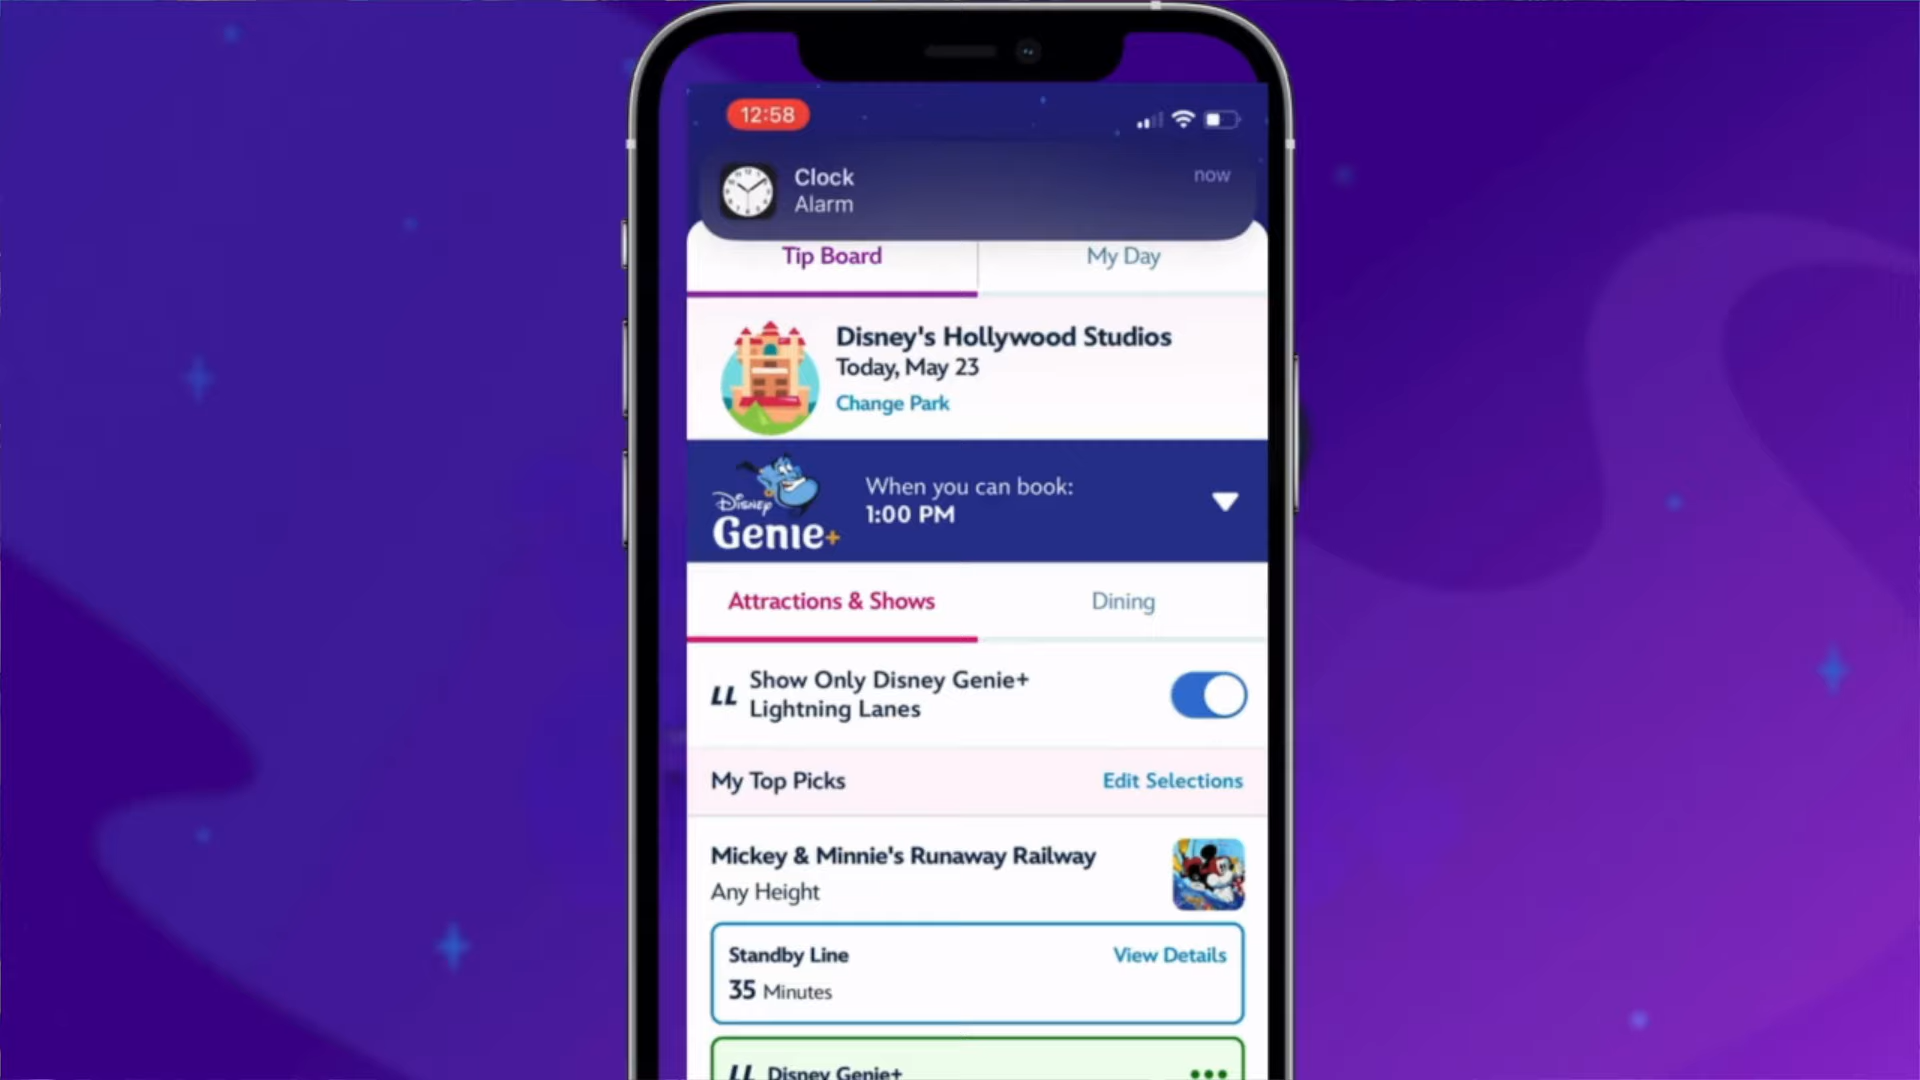 12:58
Clock
now
Alarm
Tip Board
My Day
Disney's Hollywood Studios
Today, May 23
Change Park
Disney
Genie+
When you can book:
1:00 PM
Attractions & Shows
Dining
LL
Show Only Disney Genie+
Lightning Lanes
My Top Picks
Edit Selections
Mickey & Minnie's Runaway Railway
Any Height
Standby Line
View Details
35 Minutes
LL Disney Genie+